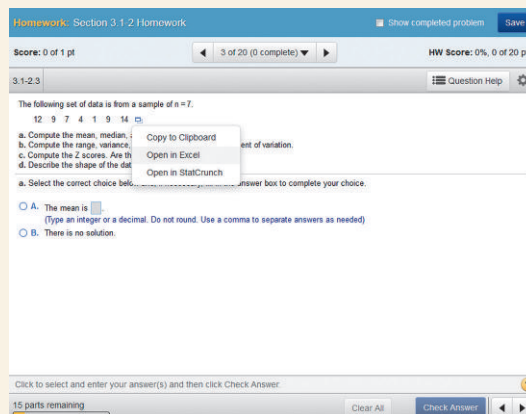 Homework: Section 3.1-2 Homework
Show completed problem
Save
Score: 0 of 1 pt
3 of 20 (0 complete)
HW Score: 0%, 0 of 20 p
3.1-2.3
Question Help
The following set of data is from a sample of n = 7.
12 9 7 4 1 9 14
a. Compute the mean, median,
b. Compute the range, variance, ent of variation.
c. Compute the Z scores. Are th
d. Describe the shape of the dat
Copy to Clipboard
Open in Excel
Open in StatCrunch
a. Select the correct choice answer box to complete your choice.
A. The mean is
(Type an integer or a decimal. Do not round. Use a comma to separate answers as needed)
B. There is no solution.
Click to select and enter your answer(s) and then click Check Answer.
15 parts remaining
Clear All
Check Answer